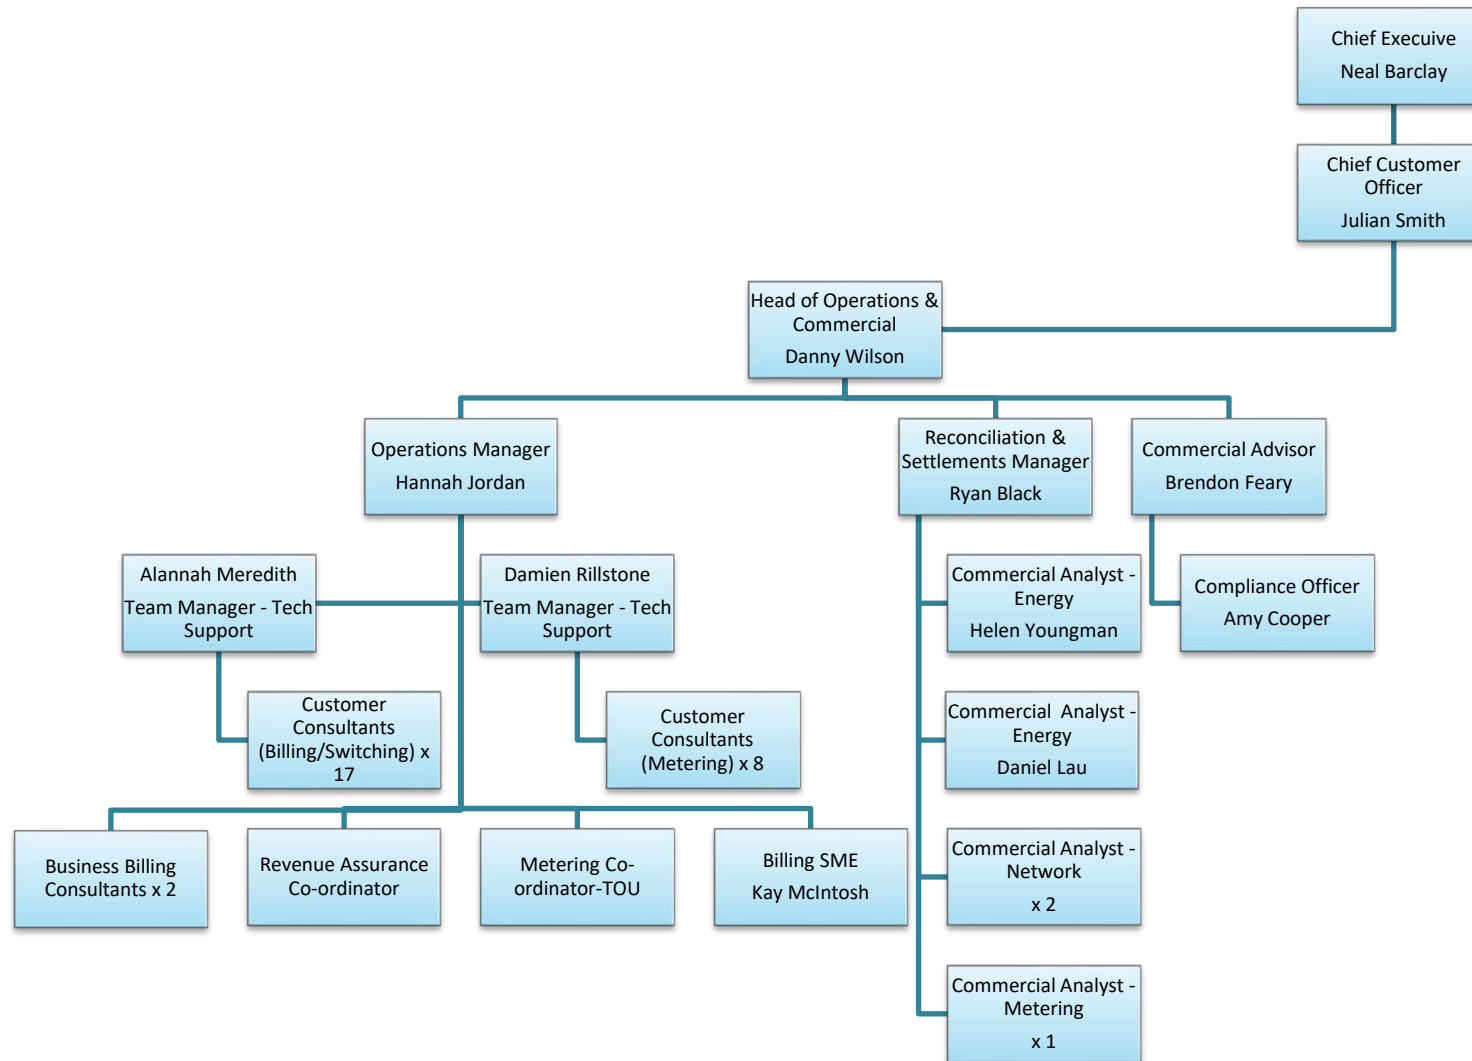 Chief Execuive
Neal Barclay
Chief Customer
Officer
Julian Smith
Head of Operations &
Commercial
Danny Wilson
Operations Manager
Hannah Jordan
Reconciliation &
Settlements Manager
Ryan Black
Commercial Advisor
Brendon Feary
Alannah Meredith
Team Manager - Tech
Support
Damien Rillstone
Team Manager - Tech
Support
Commercial Analyst -
Energy
Helen Youngman
Compliance Officer
Amy Cooper
Customer
Consultants
(Billing/Switching) x
17
Customer
Consultants
(Metering) x 8
Commercial Analyst -
Energy
Daniel Lau
Business Billing
Consultants x 2
Revenue Assurance
Co-ordinator
Metering Co-
ordinator-TOU
Billing SME
Kay McIntosh
Commercial Analyst -
Network
x 2
Commercial Analyst -
Metering
x 1